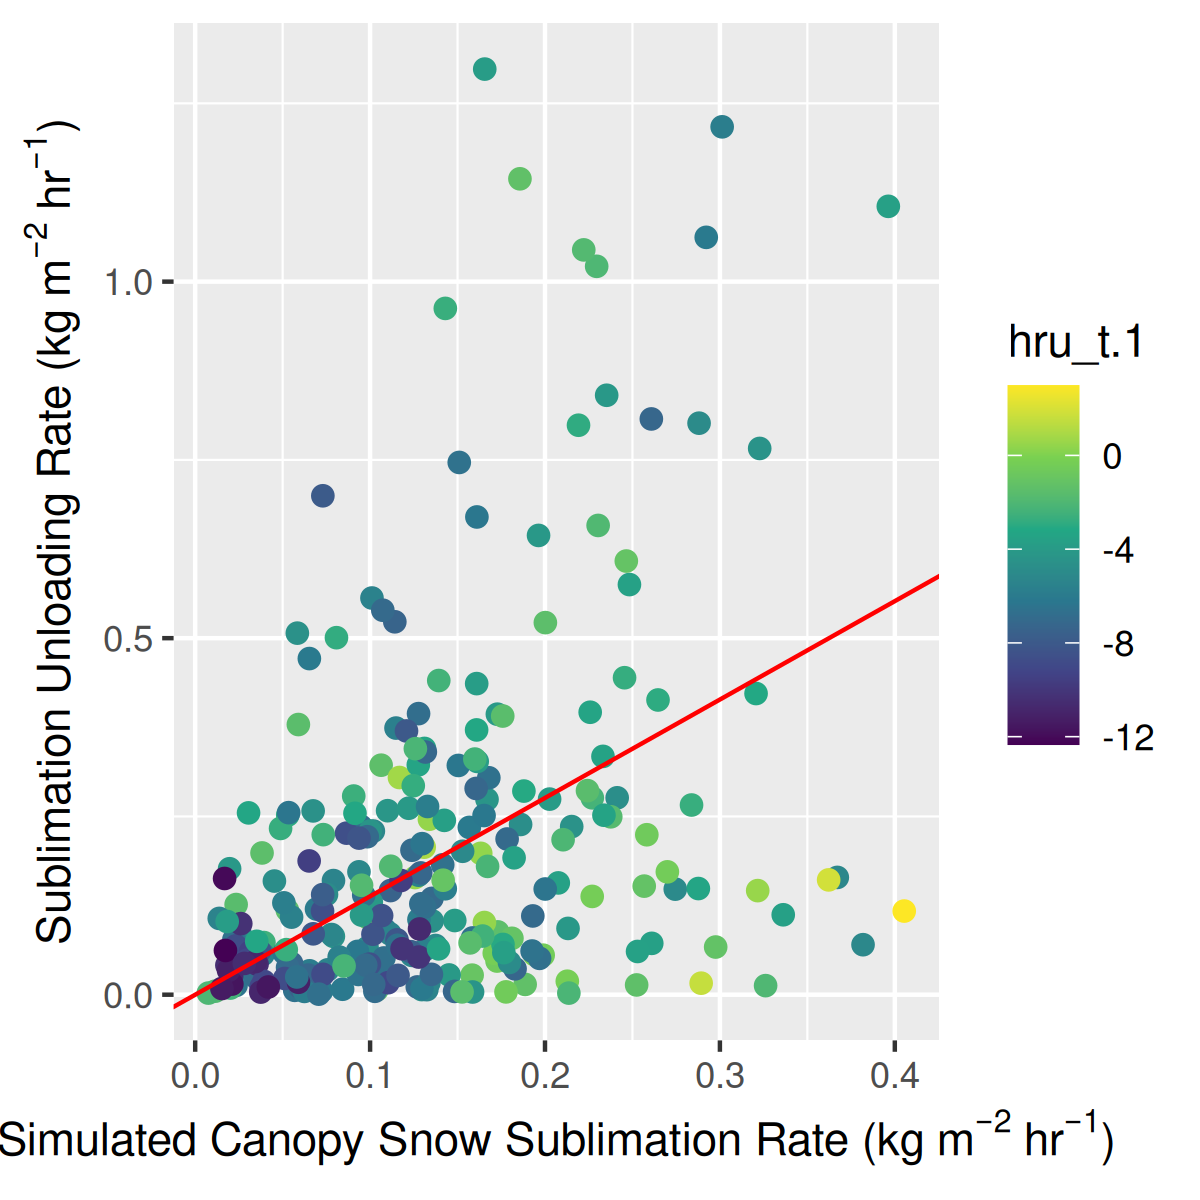 Sublimation Unloading Rate (kg m⁻² hr⁻¹)
1.0
0.5
0.0
0.0 0.1 0.2 0.3 0.4
Simulated Canopy Snow Sublimation Rate (kg m⁻² hr⁻¹)
hru_t.1
0
-4
-8
-12